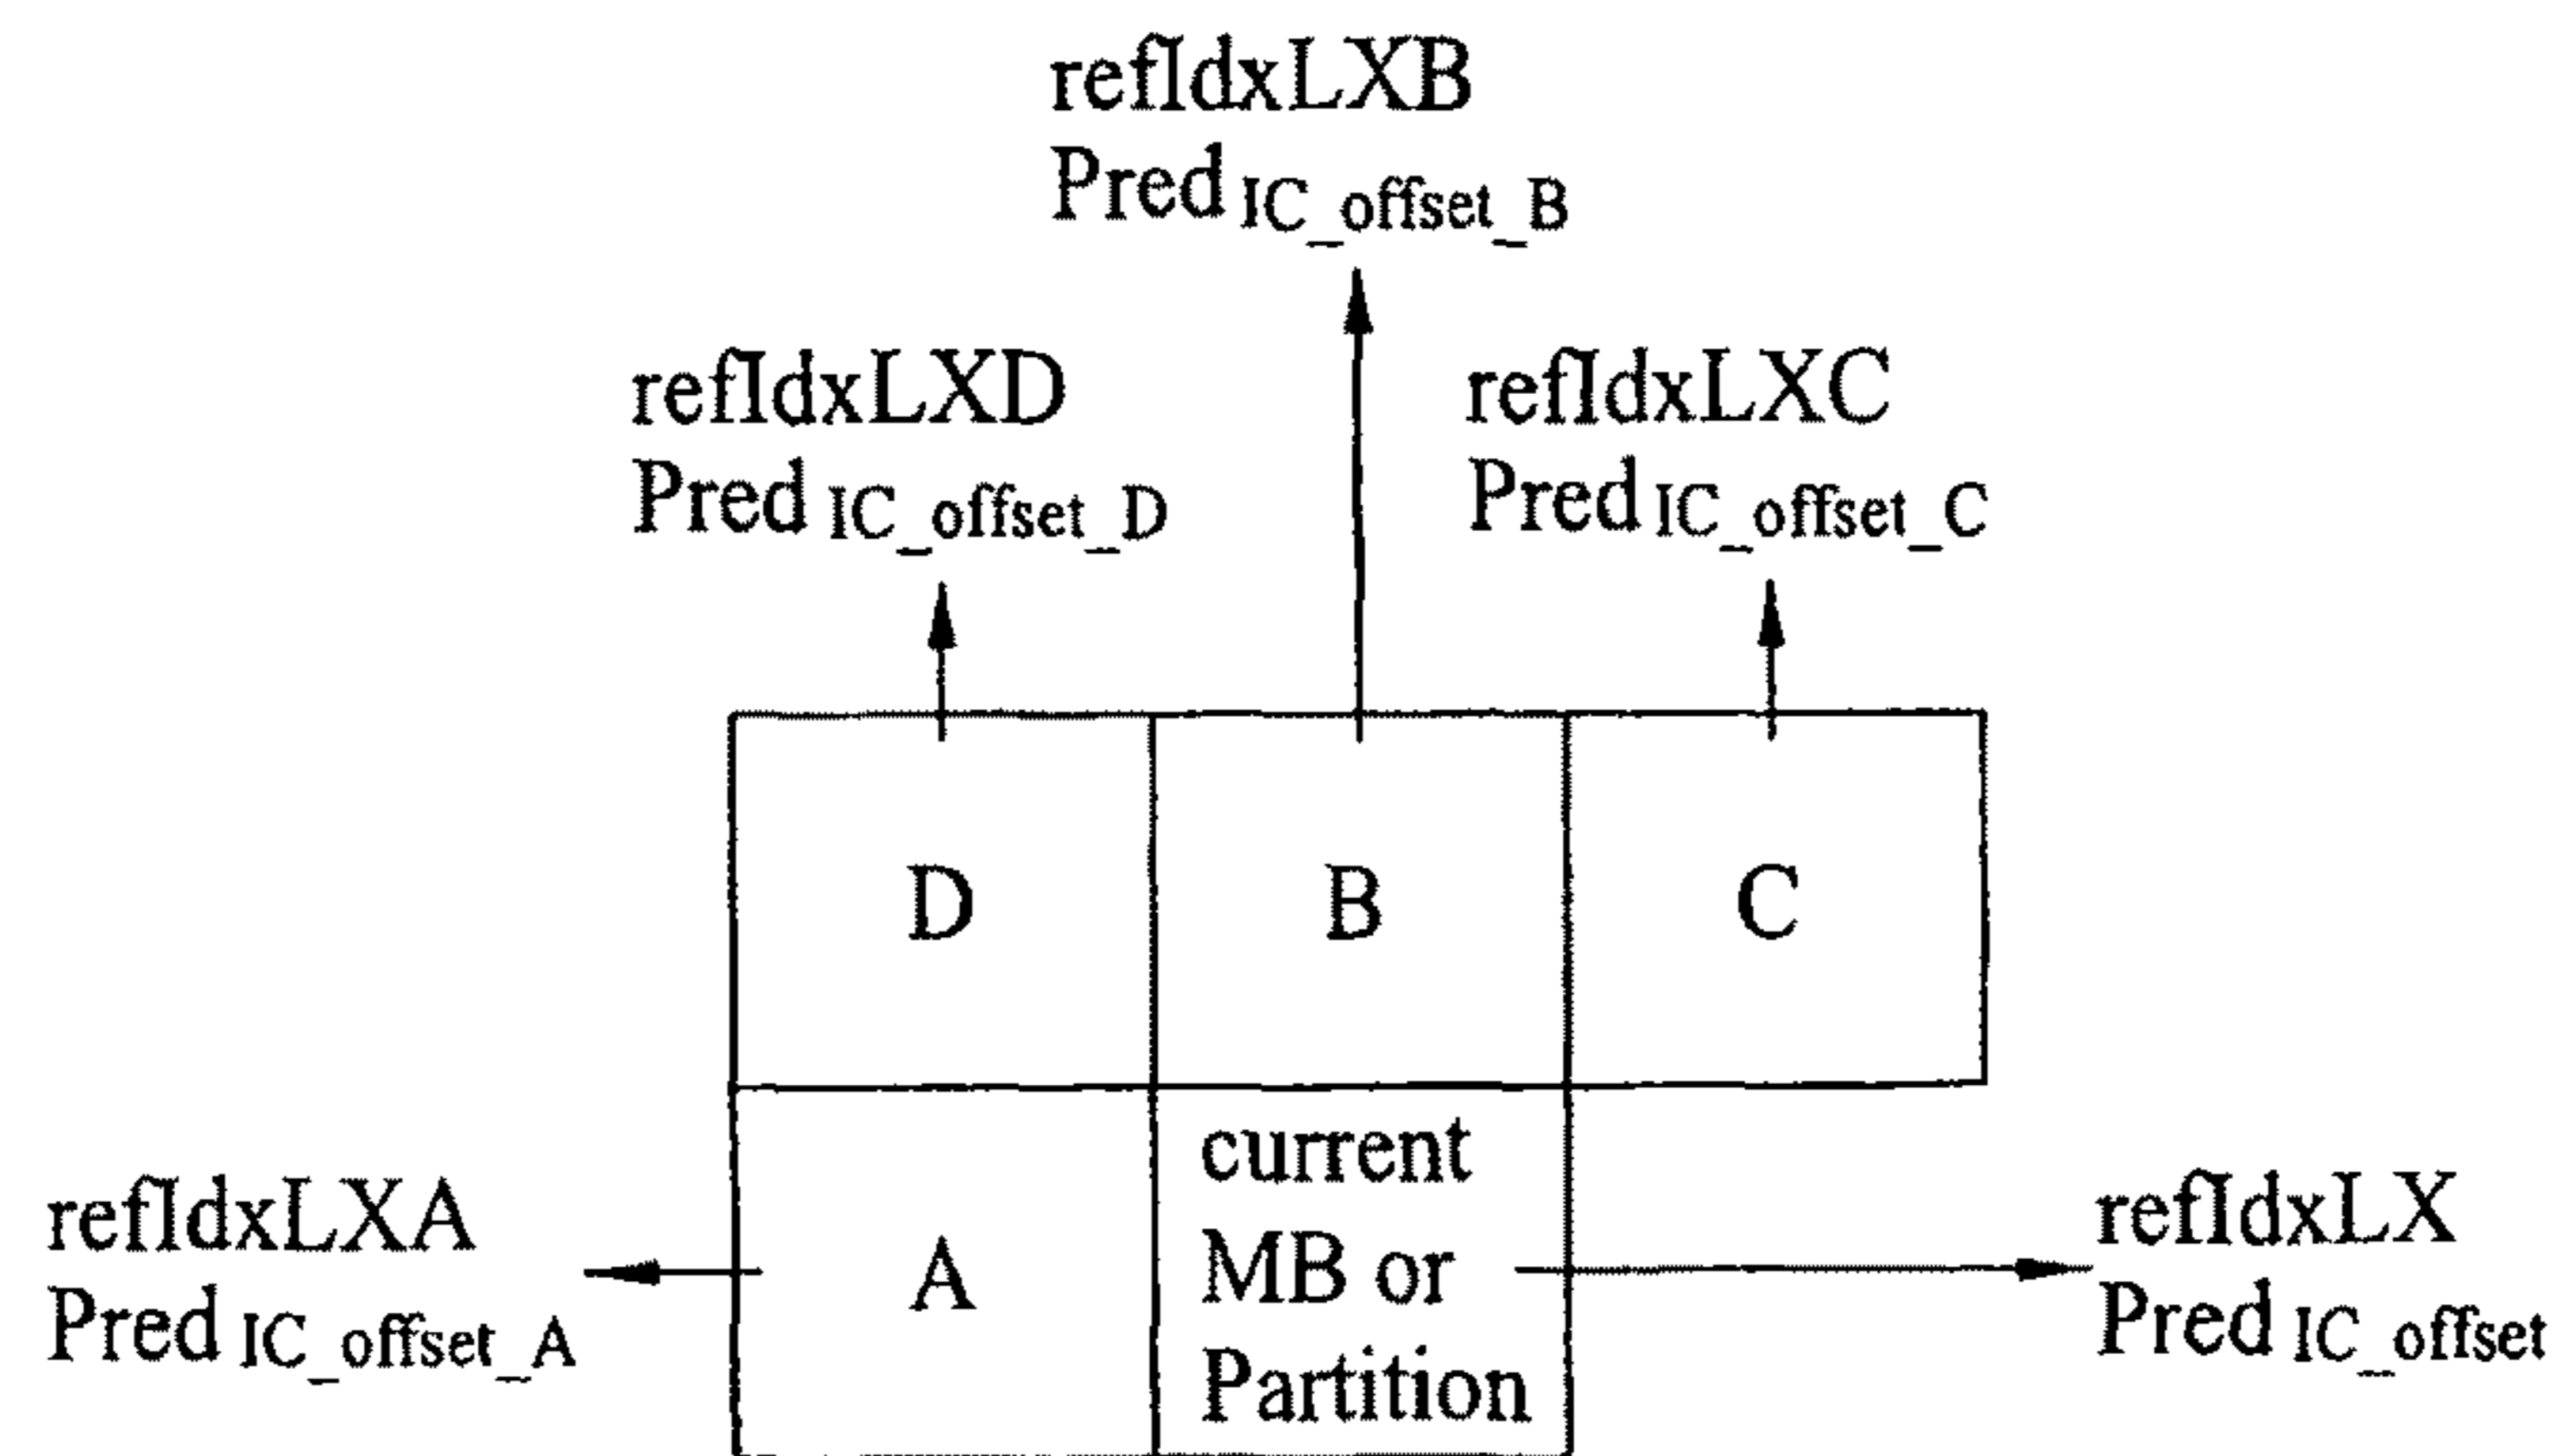 refIdxLXB
Pred IC_offset_B
refIdxLXD
Pred IC_offset_D
refIdxLXC
Pred IC_offset_C
D
B
C
refIdxLXA
Pred IC_offset_A
A
current
MB or
Partition
refIdxLX
Pred IC_offset